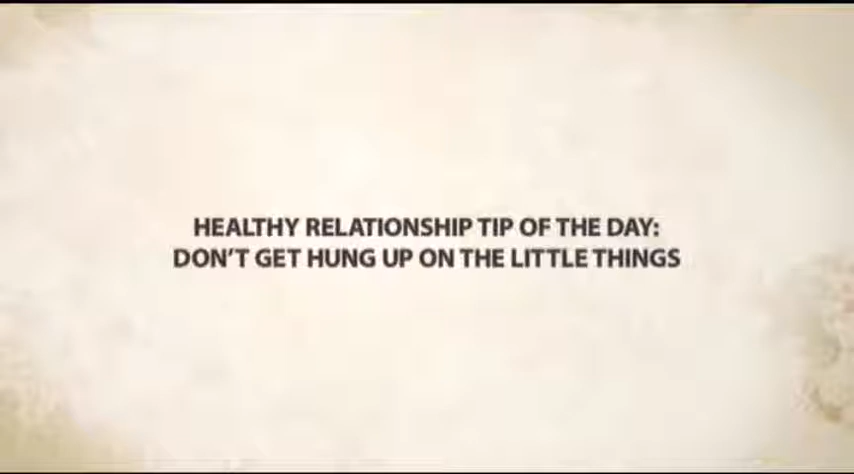 HEALTHY RELATIONSHIP TIP OF THE DAY:
DON'T GET HUNG UP ON THE LITTLE THINGS